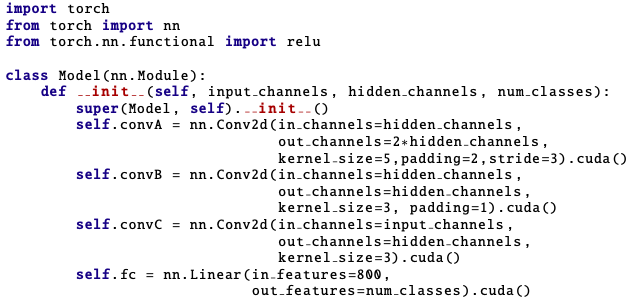 import torch
from torch import nn
from torch.nn.functional import relu

class Model(nn.Module):
    def __init__(self, input_channels, hidden_channels, num_classes):
        super(Model, self).__init__()
        self.convA = nn.Conv2d(in_channels=hidden_channels,
                               out_channels=2*hidden_channels,
                               kernel_size=5,padding=2,stride=3).cuda()
        self.convB = nn.Conv2d(in_channels=hidden_channels,
                               out_channels=hidden_channels,
                               kernel_size=3, padding=1).cuda()
        self.convC = nn.Conv2d(in_channels=input_channels,
                               out_channels=hidden_channels,
                               kernel_size=3).cuda()
        self.fc = nn.Linear(in_features=800,
                            out_features=num_classes).cuda()